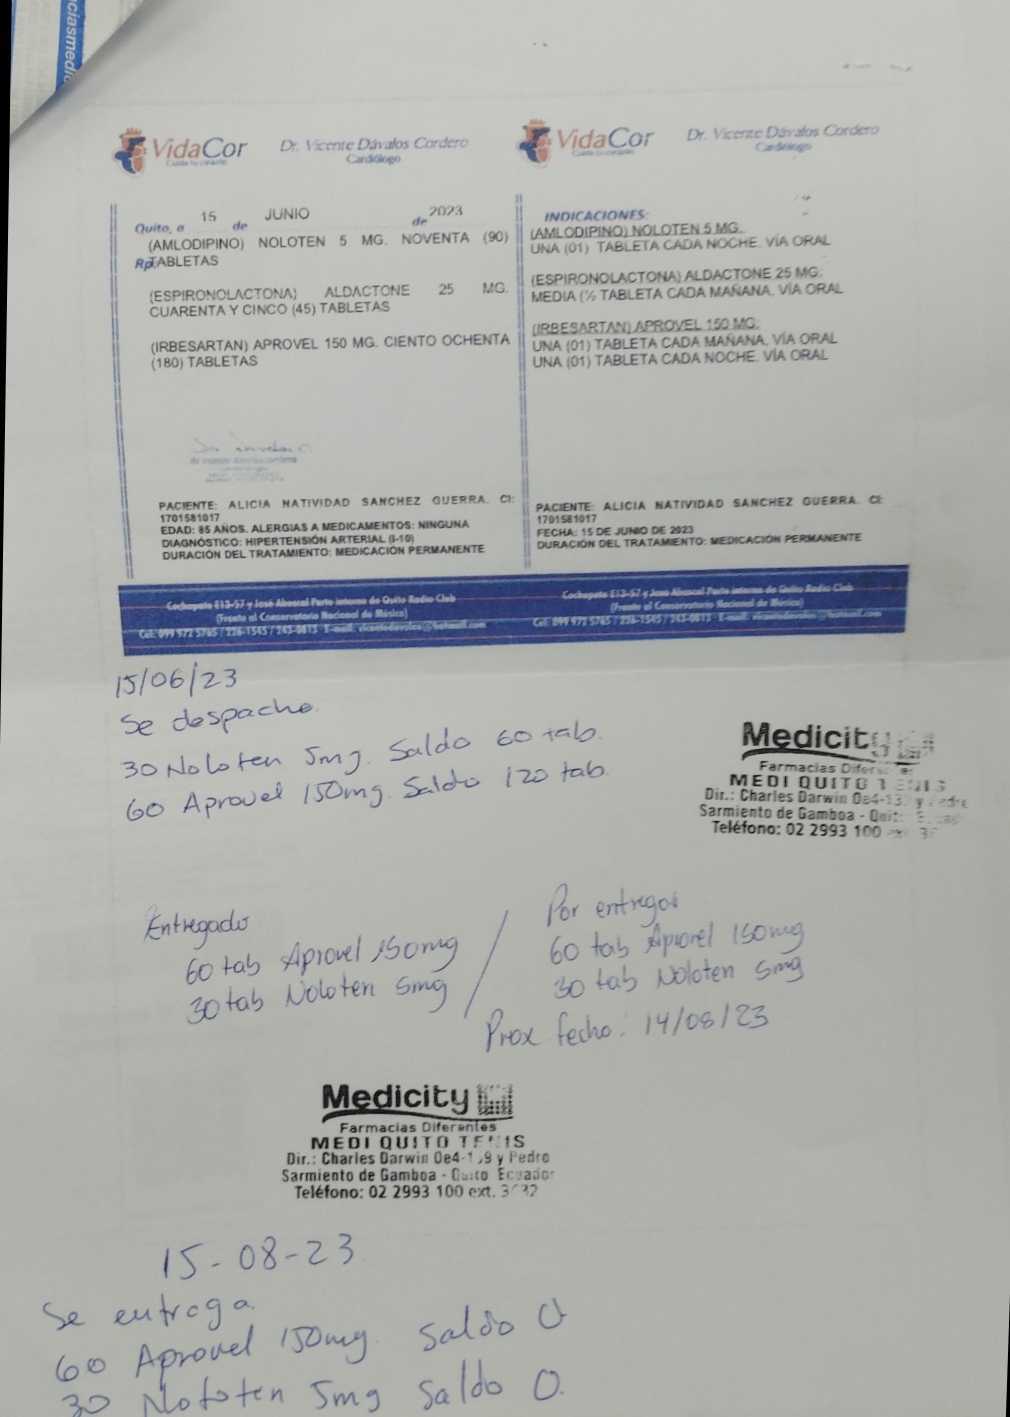 ciasmedic
VidaCor
Cuida tu corazón
Dr. Vicente Dávalos Cordero
Cardiólogo
Quito, a 15 de JUNIO de 2023
(AMLODIPINO) NOLOTEN 5 MG. NOVENTA (90)
Rp. TABLETAS
(ESPIRONOLACTONA) ALDACTONE 25 MG.
CUARENTA Y CINCO (45) TABLETAS
(IRBESARTAN) APROVEL 150 MG. CIENTO OCHENTA
(180) TABLETAS
PACIENTE: ALICIA NATIVIDAD SANCHEZ GUERRA. CI:
1701581017
EDAD: 85 AÑOS. ALERGIAS A MEDICAMENTOS: NINGUNA
DIAGNÓSTICO: HIPERTENSIÓN ARTERIAL (I-10)
DURACIÓN DEL TRATAMIENTO: MEDICACIÓN PERMANENTE
Cochapata E13-57 y José Abascal Parte interna de Quito Radio Club
(Frente al Conservatorio Nacional de Música)
Cel: 099 972 5765 / 226-1545 / 243-0813 E-mail: vicentedavalos@hotmail.com
VidaCor
Cuida tu corazón
Dr. Vicente Dávalos Cordero
Cardiólogo
INDICACIONES:
(AMLODIPINO) NOLOTEN 5 MG.
UNA (01) TABLETA CADA NOCHE. VÍA ORAL
(ESPIRONOLACTONA) ALDACTONE 25 MG.
MEDIA (½ TABLETA CADA MAÑANA. VÍA ORAL
(IRBESARTAN) APROVEL 150 MG.
UNA (01) TABLETA CADA MAÑANA. VÍA ORAL
UNA (01) TABLETA CADA NOCHE. VÍA ORAL
PACIENTE: ALICIA NATIVIDAD SANCHEZ GUERRA. CI:
1701581017
FECHA: 15 DE JUNIO DE 2023
DURACIÓN DEL TRATAMIENTO: MEDICACIÓN PERMANENTE
Cochapata E13-57 y José Abascal Parte interna de Quito Radio Club
(Frente al Conservatorio Nacional de Música)
Cel: 099 972 5765 / 226-1545 / 243-0813 E-mail: vicentedavalos@hotmail.com
15/06/23
Se despacha.
30 Noloten 5mg. Saldo 60 tab.
60 Aprovel 150mg. Saldo 120 tab.
Medicity
Farmacias Diferentes
MEDI QUITO TENIS
Dir.: Charles Darwin Oe4-13 y Pedro
Sarmiento de Gamboa - Quito
Teléfono: 02 2993 100 ext.
Entregado
60 tab Aprovel 150mg
30 tab Noloten 5mg
/
Por entregar
60 tab Aprovel 150mg
30 tab Noloten 5mg
Prox fecha: 14/08/23
Medicity
Farmacias Diferentes
MEDI QUITO TENIS
Dir.: Charles Darwin Oe4-1 9 y Pedro
Sarmiento de Gamboa - Quito Ecuador
Teléfono: 02 2993 100 ext.
15-08-23
Se entrega
60 Aprovel 150mg. Saldo 0
30 Noloten 5mg Saldo 0.